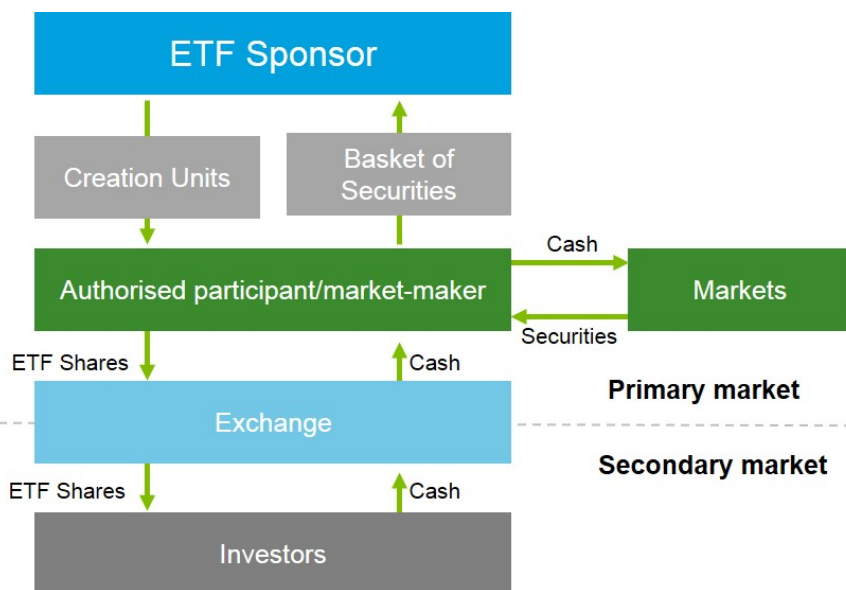 ETF Sponsor
Creation Units
Basket of
Securities
Cash
Authorised participant/market-maker
Markets
Securities
ETF Shares
Cash
Primary market
Exchange
Secondary market
ETF Shares
Cash
Investors